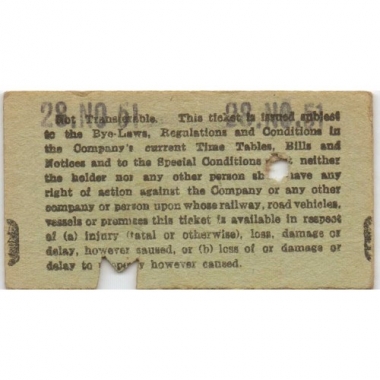 28.NO.51 28.NO.51
Not Transferable. This ticket is issued subject
to the Bye-Laws, Regulations and Conditions in
the Company's current Time Tables, Bills and
Notices and to the Special Conditions neither
the holder nor any other person have any
right of action against the Company or any other
company or person upon whose railway, road vehicles,
vessels or premises this ticket is available in respect
of (a) injury (fatal or otherwise), loss, damage or
delay, however caused, or (b) loss of or damage or
delay to property however caused.